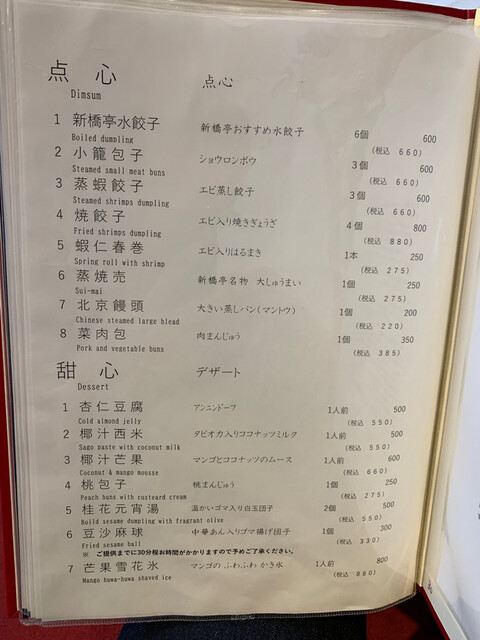 点 心 点心
Dimsum
1 新橋亭水餃子 新橋亭おすすめ水餃子 6個 600
Boiled dumpling (税込 660)
2 小籠包子 ショウロンポウ 3個 600
Steamed small meat buns (税込 660)
3 蒸蝦餃子 エビ蒸し餃子 3個 600
Steamed shrimps dumpling (税込 660)
4 焼餃子 エビ入り焼きぎょうざ 4個 800
Fried shrimps dumpling (税込 880)
5 蝦仁春巻 エビ入りはるまき 1本 250
Spring roll with shrimp (税込 275)
6 蒸焼売 新橋亭名物 大しゅうまい 1個 250
Sui-mai (税込 275)
7 北京饅頭 大きい蒸しパン(マントウ) 1個 200
Chinese steamed large blead (税込 220)
8 菜肉包 肉まんじゅう 1個 350
Pork and vegetable buns (税込 385)
甜 心 デザート
Dessert
1 杏仁豆腐 アンニンドーフ 1人前 500
Cold almond jelly (税込 550)
2 椰汁西米 タピオカ入りココナッツミルク 1人前 500
Sago paste with coconut milk (税込 550)
3 椰汁芒果 マンゴとココナッツのムース 1人前 600
Coconut & mango mousse (税込 660)
4 桃包子 桃まんじゅう 1個 250
Peach buns with custeard cream (税込 275)
5 桂花元宵湯 温かいゴマ入り白玉団子 2個 500
Boild sesame dumpling with fragrant olive (税込 550)
6 豆沙麻球 中華あん入りゴマ揚げ団子 1個 300
Fried sesame ball (税込 330)
※ ご提供までに30分程お時間がかかりますので予めご了承ください。
7 芒果雪花氷 マンゴの ふわふわ かき氷 1人前 800
Mango huwa-huwa shaved ice (税込 880)